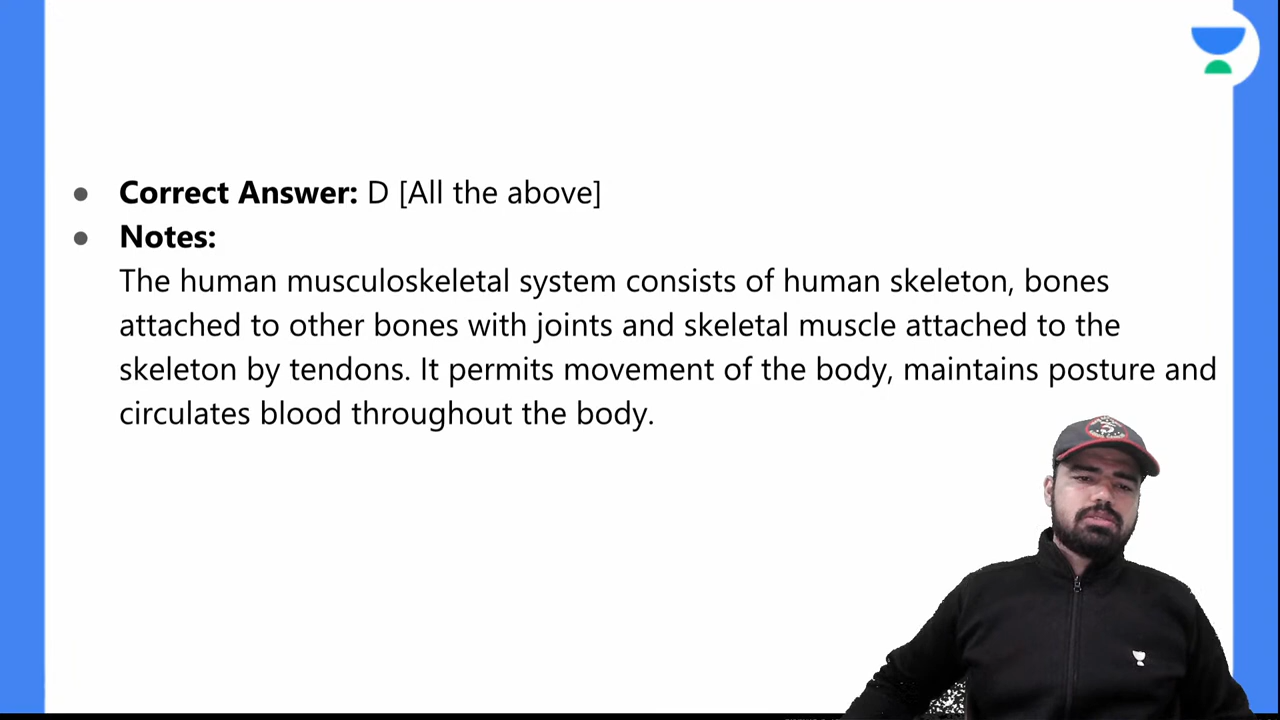 ● Correct Answer: D [All the above]
● Notes:
The human musculoskeletal system consists of human skeleton, bones
attached to other bones with joints and skeletal muscle attached to the
skeleton by tendons. It permits movement of the body, maintains posture and
circulates blood throughout the body.
3